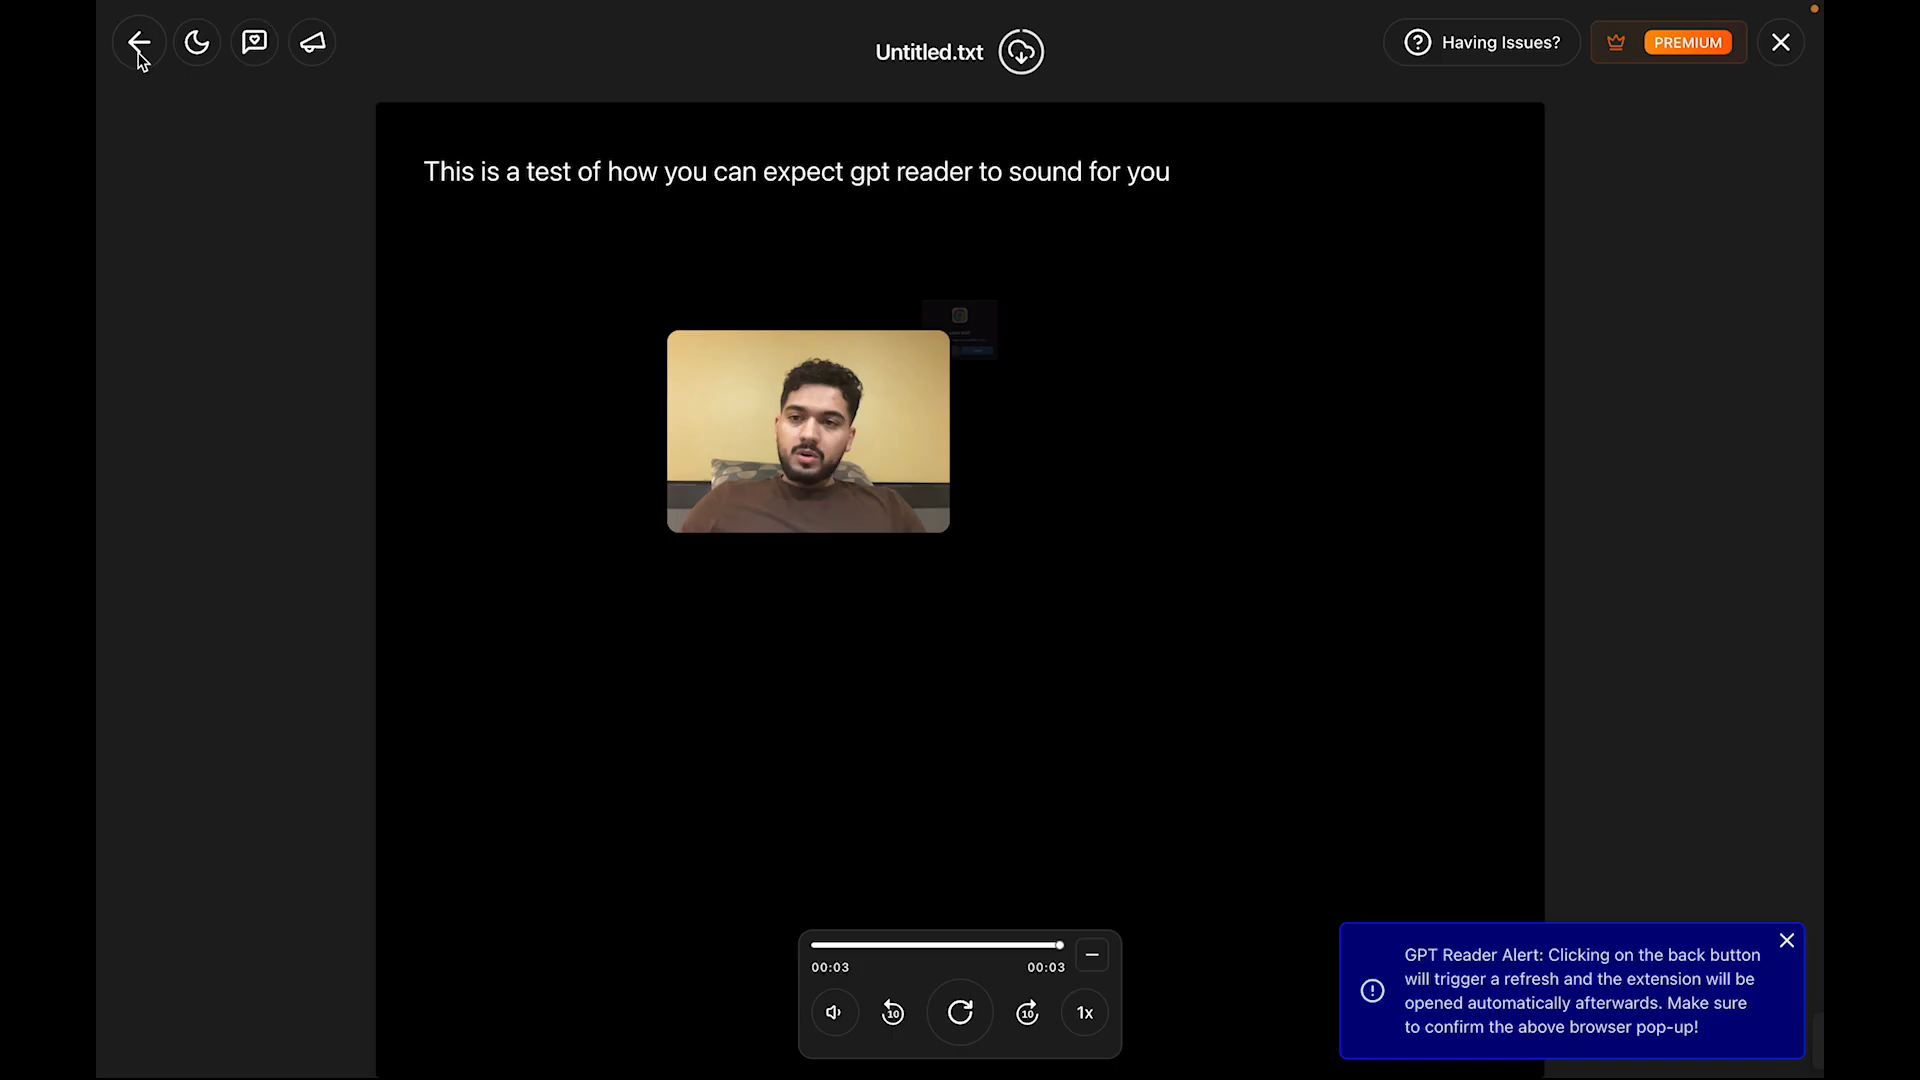 Untitled.txt
Having Issues?
PREMIUM
This is a test of how you can expect gpt reader to sound for you
00:03
00:03
10
10
1x
GPT Reader Alert: Clicking on the back button
will trigger a refresh and the extension will be
opened automatically afterwards. Make sure
to confirm the above browser pop-up!